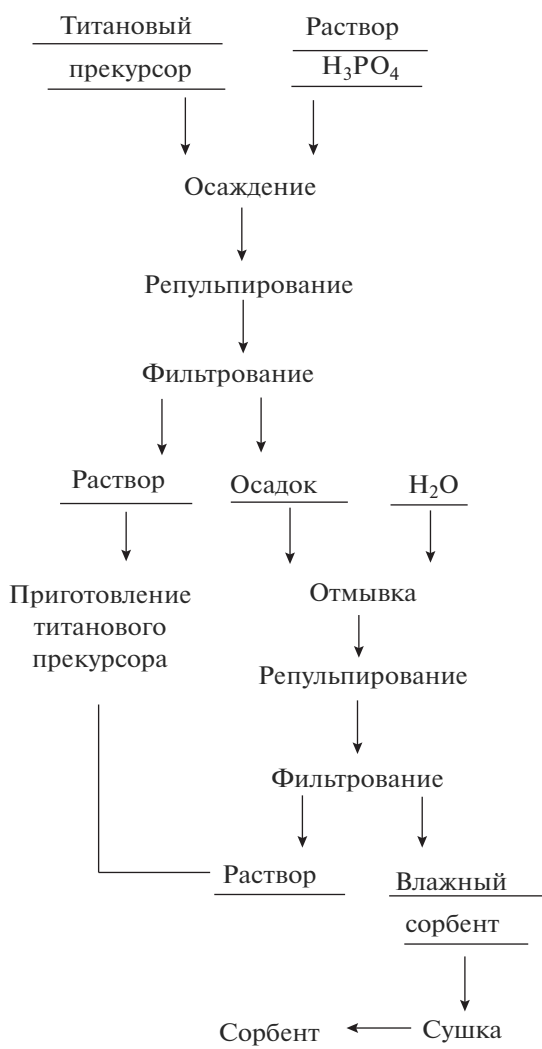 Титановый
прекурсор
Раствор
H₃PO₄
Осаждение
Репульпирование
Фильтрование
Раствор
Осадок
H₂O
Приготовление
титанового
прекурсора
Отмывка
Репульпирование
Фильтрование
Раствор
Влажный
сорбент
Сорбент
Сушка